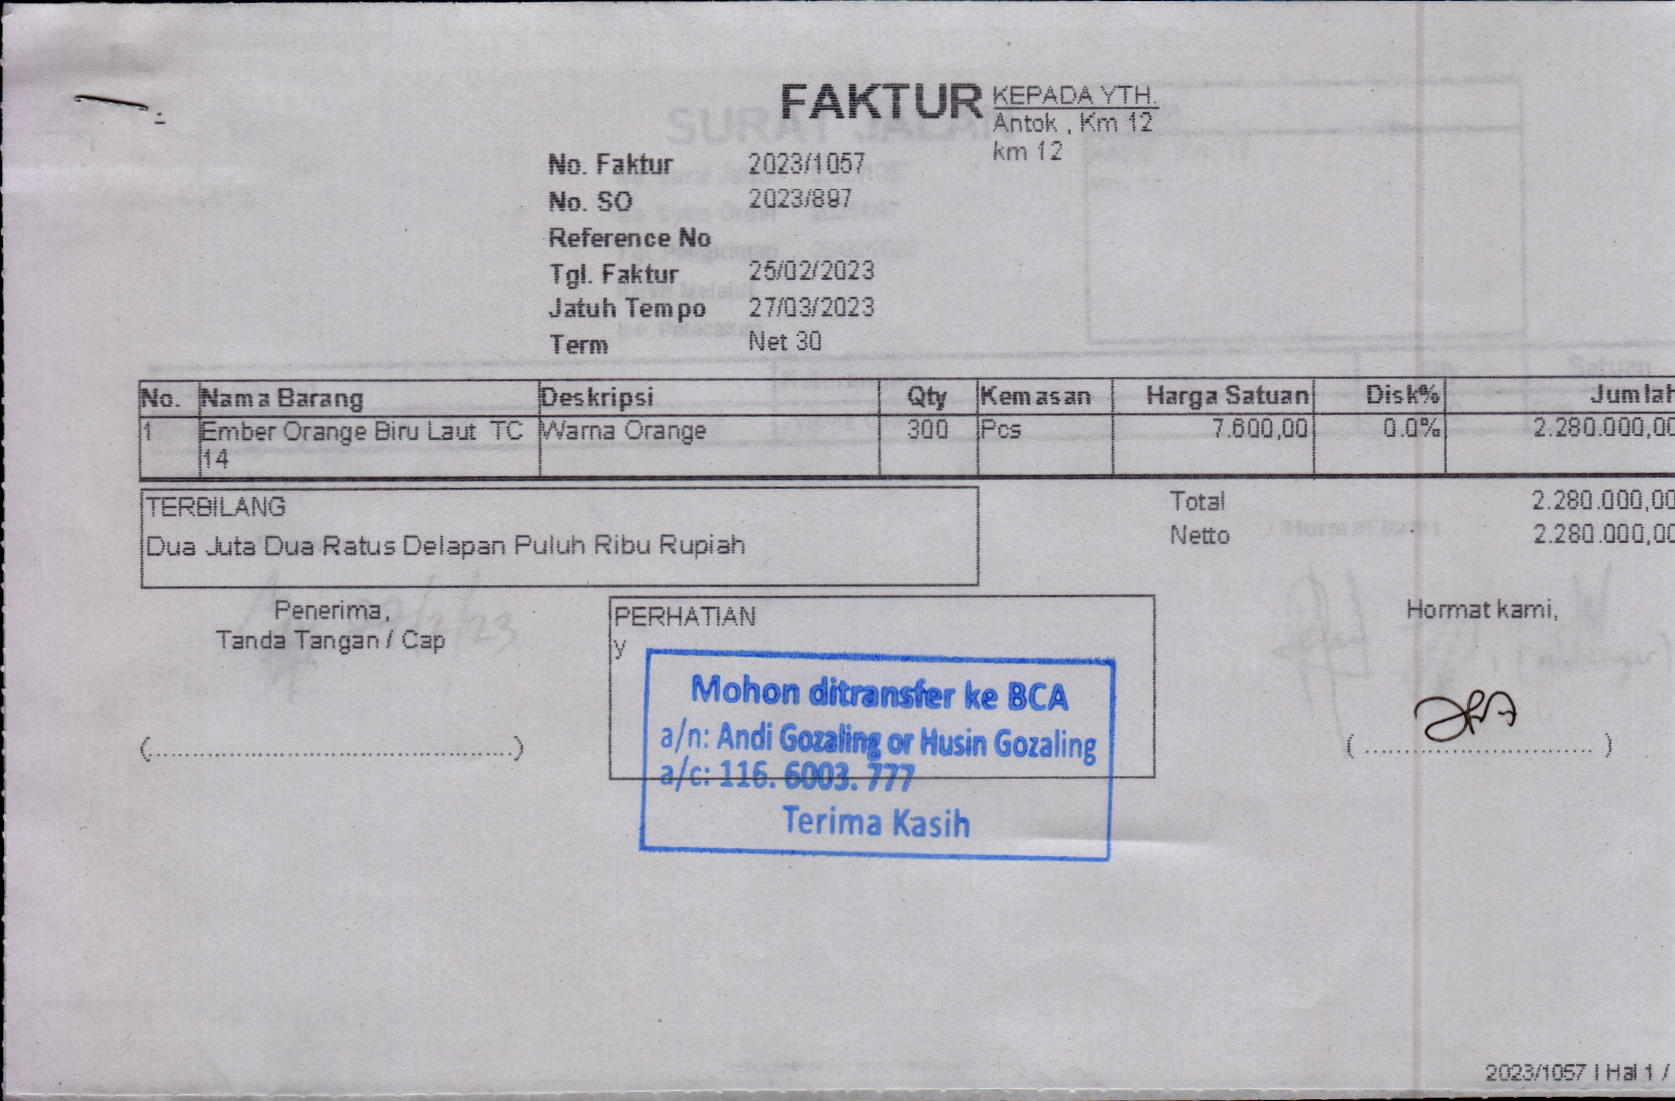 FAKTUR
KEPADA YTH.
Antok , Km 12
km 12
No. Faktur 2023/1057
No. SO 2023/897
Reference No
Tgl. Faktur 25/02/2023
Jatuh Tempo 27/03/2023
Term Net 30
No. Nama Barang Deskripsi Qty Kemasan Harga Satuan Disk% Jumlah
1 Ember Orange Biru Laut TC Warna Orange 300 Pcs 7.600,00 0.0% 2.280.000,00
14
TERBILANG
Dua Juta Dua Ratus Delapan Puluh Ribu Rupiah
Total 2.280.000,00
Netto 2.280.000,00
Penerima,
Tanda Tangan / Cap
(....................................................)
PERHATIAN
y
Mohon ditransfer ke BCA
a/n: Andi Gozaling or Husin Gozaling
a/c: 116. 6003. 777
Terima Kasih
Hormat kami,
( ................................. )
2023/1057 | Hal 1 /